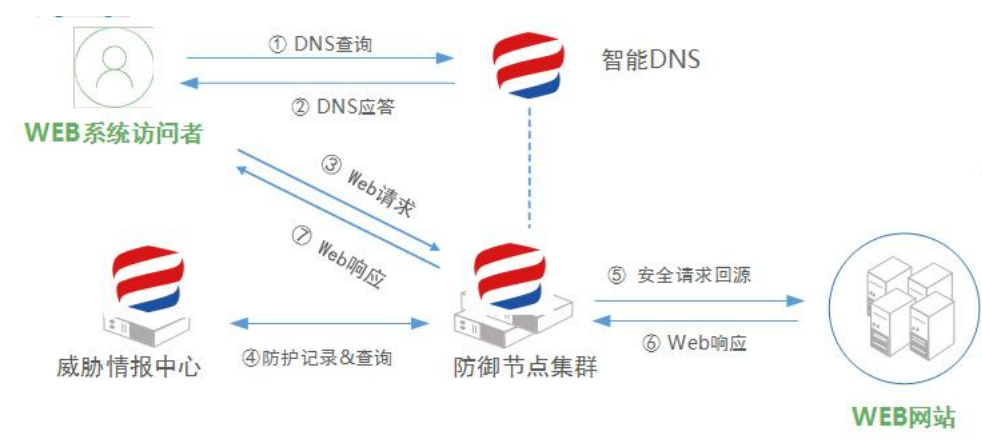 ① DNS查询
智能DNS
② DNS应答
WEB系统访问者
③ Web请求
⑦ Web响应
⑤ 安全请求回源
⑥ Web响应
④防护记录&查询
威胁情报中心
防御节点集群
WEB网站